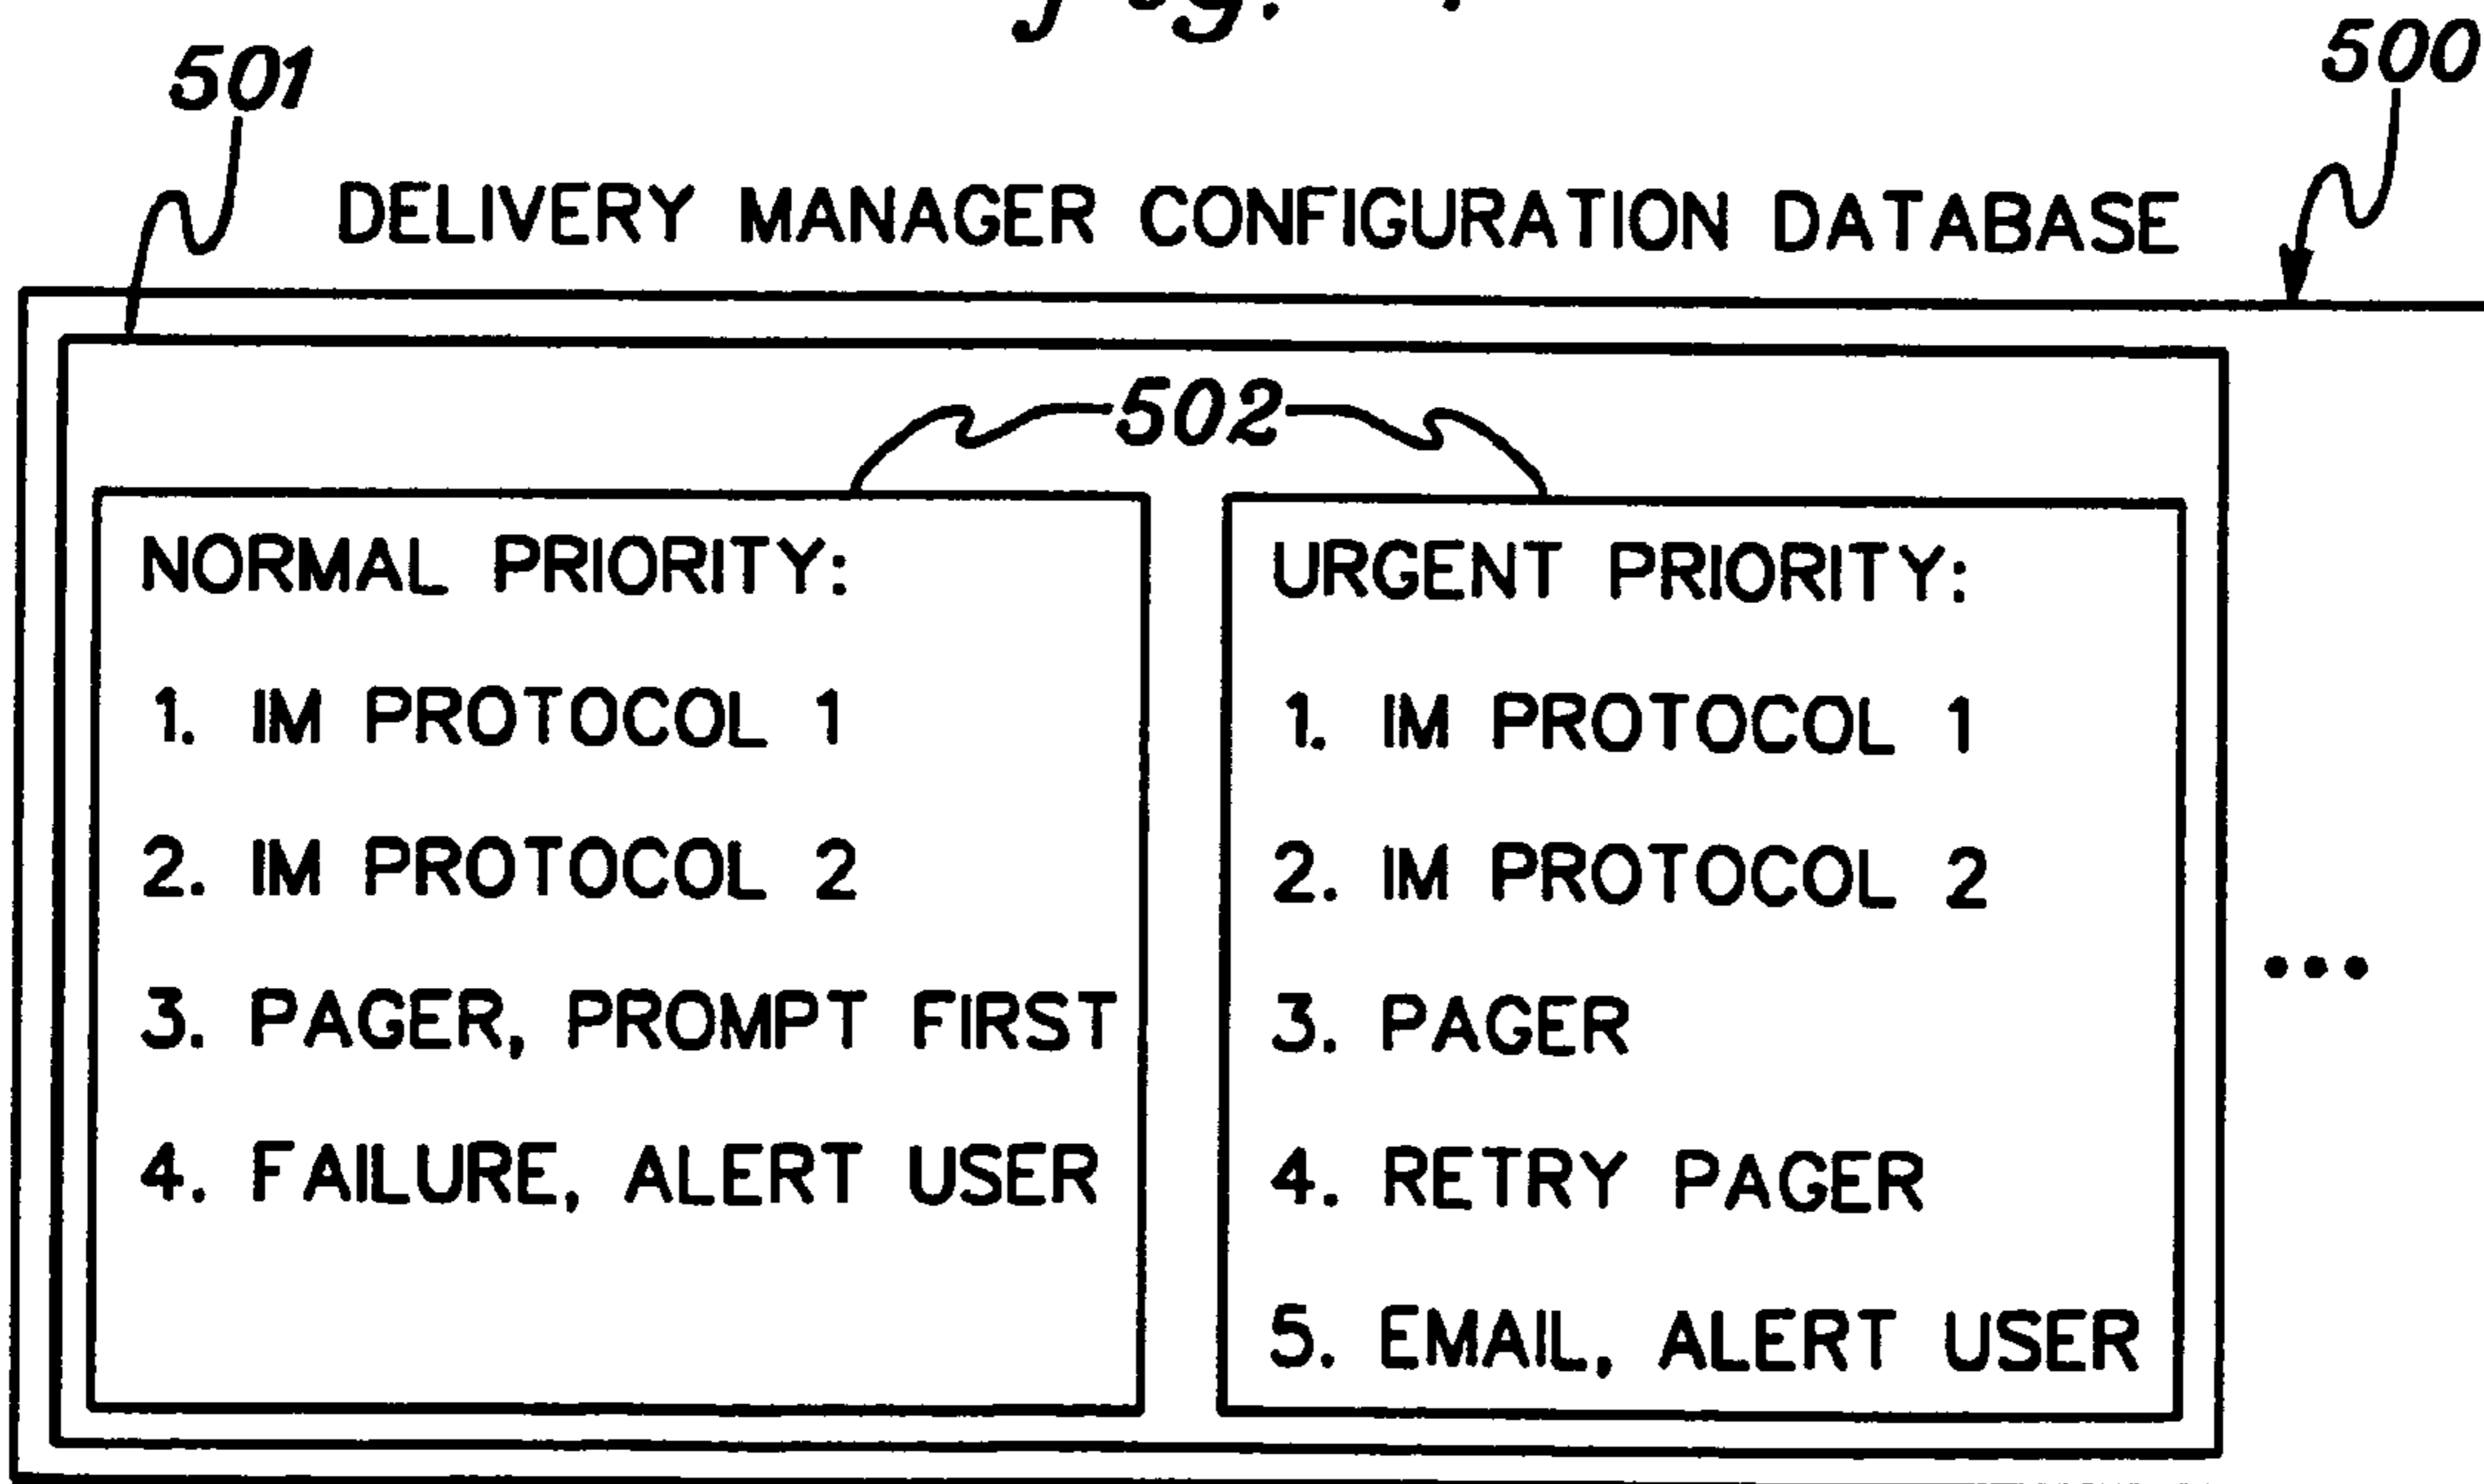 501
500
DELIVERY MANAGER CONFIGURATION DATABASE
502
NORMAL PRIORITY:
1. IM PROTOCOL 1
2. IM PROTOCOL 2
3. PAGER, PROMPT FIRST
4. FAILURE, ALERT USER
URGENT PRIORITY:
1. IM PROTOCOL 1
2. IM PROTOCOL 2
3. PAGER
4. RETRY PAGER
5. EMAIL, ALERT USER
...